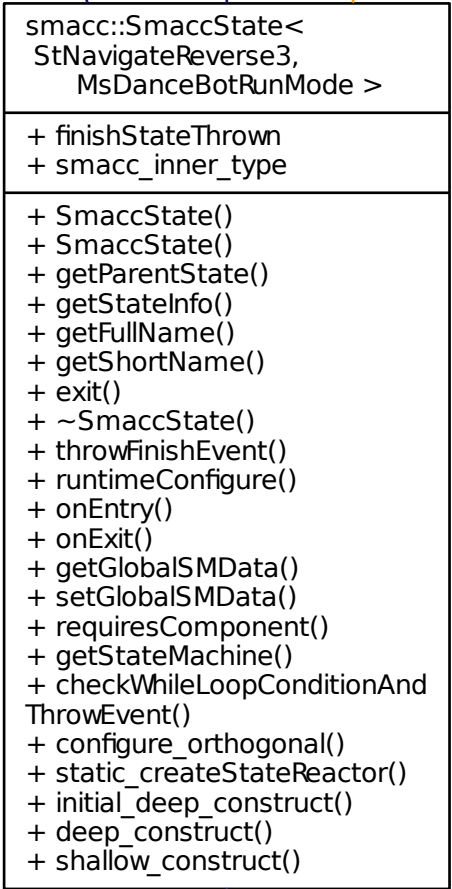 smacc::SmaccState<
StNavigateReverse3,
MsDanceBotRunMode >
+ finishStateThrown
+ smacc_inner_type
+ SmaccState()
+ SmaccState()
+ getParentState()
+ getStateInfo()
+ getFullName()
+ getShortName()
+ exit()
+ ~SmaccState()
+ throwFinishEvent()
+ runtimeConfigure()
+ onEntry()
+ onExit()
+ getGlobalSMData()
+ setGlobalSMData()
+ requiresComponent()
+ getStateMachine()
+ checkWhileLoopConditionAnd
ThrowEvent()
+ configure_orthogonal()
+ static_createStateReactor()
+ initial_deep_construct()
+ deep_construct()
+ shallow_construct()